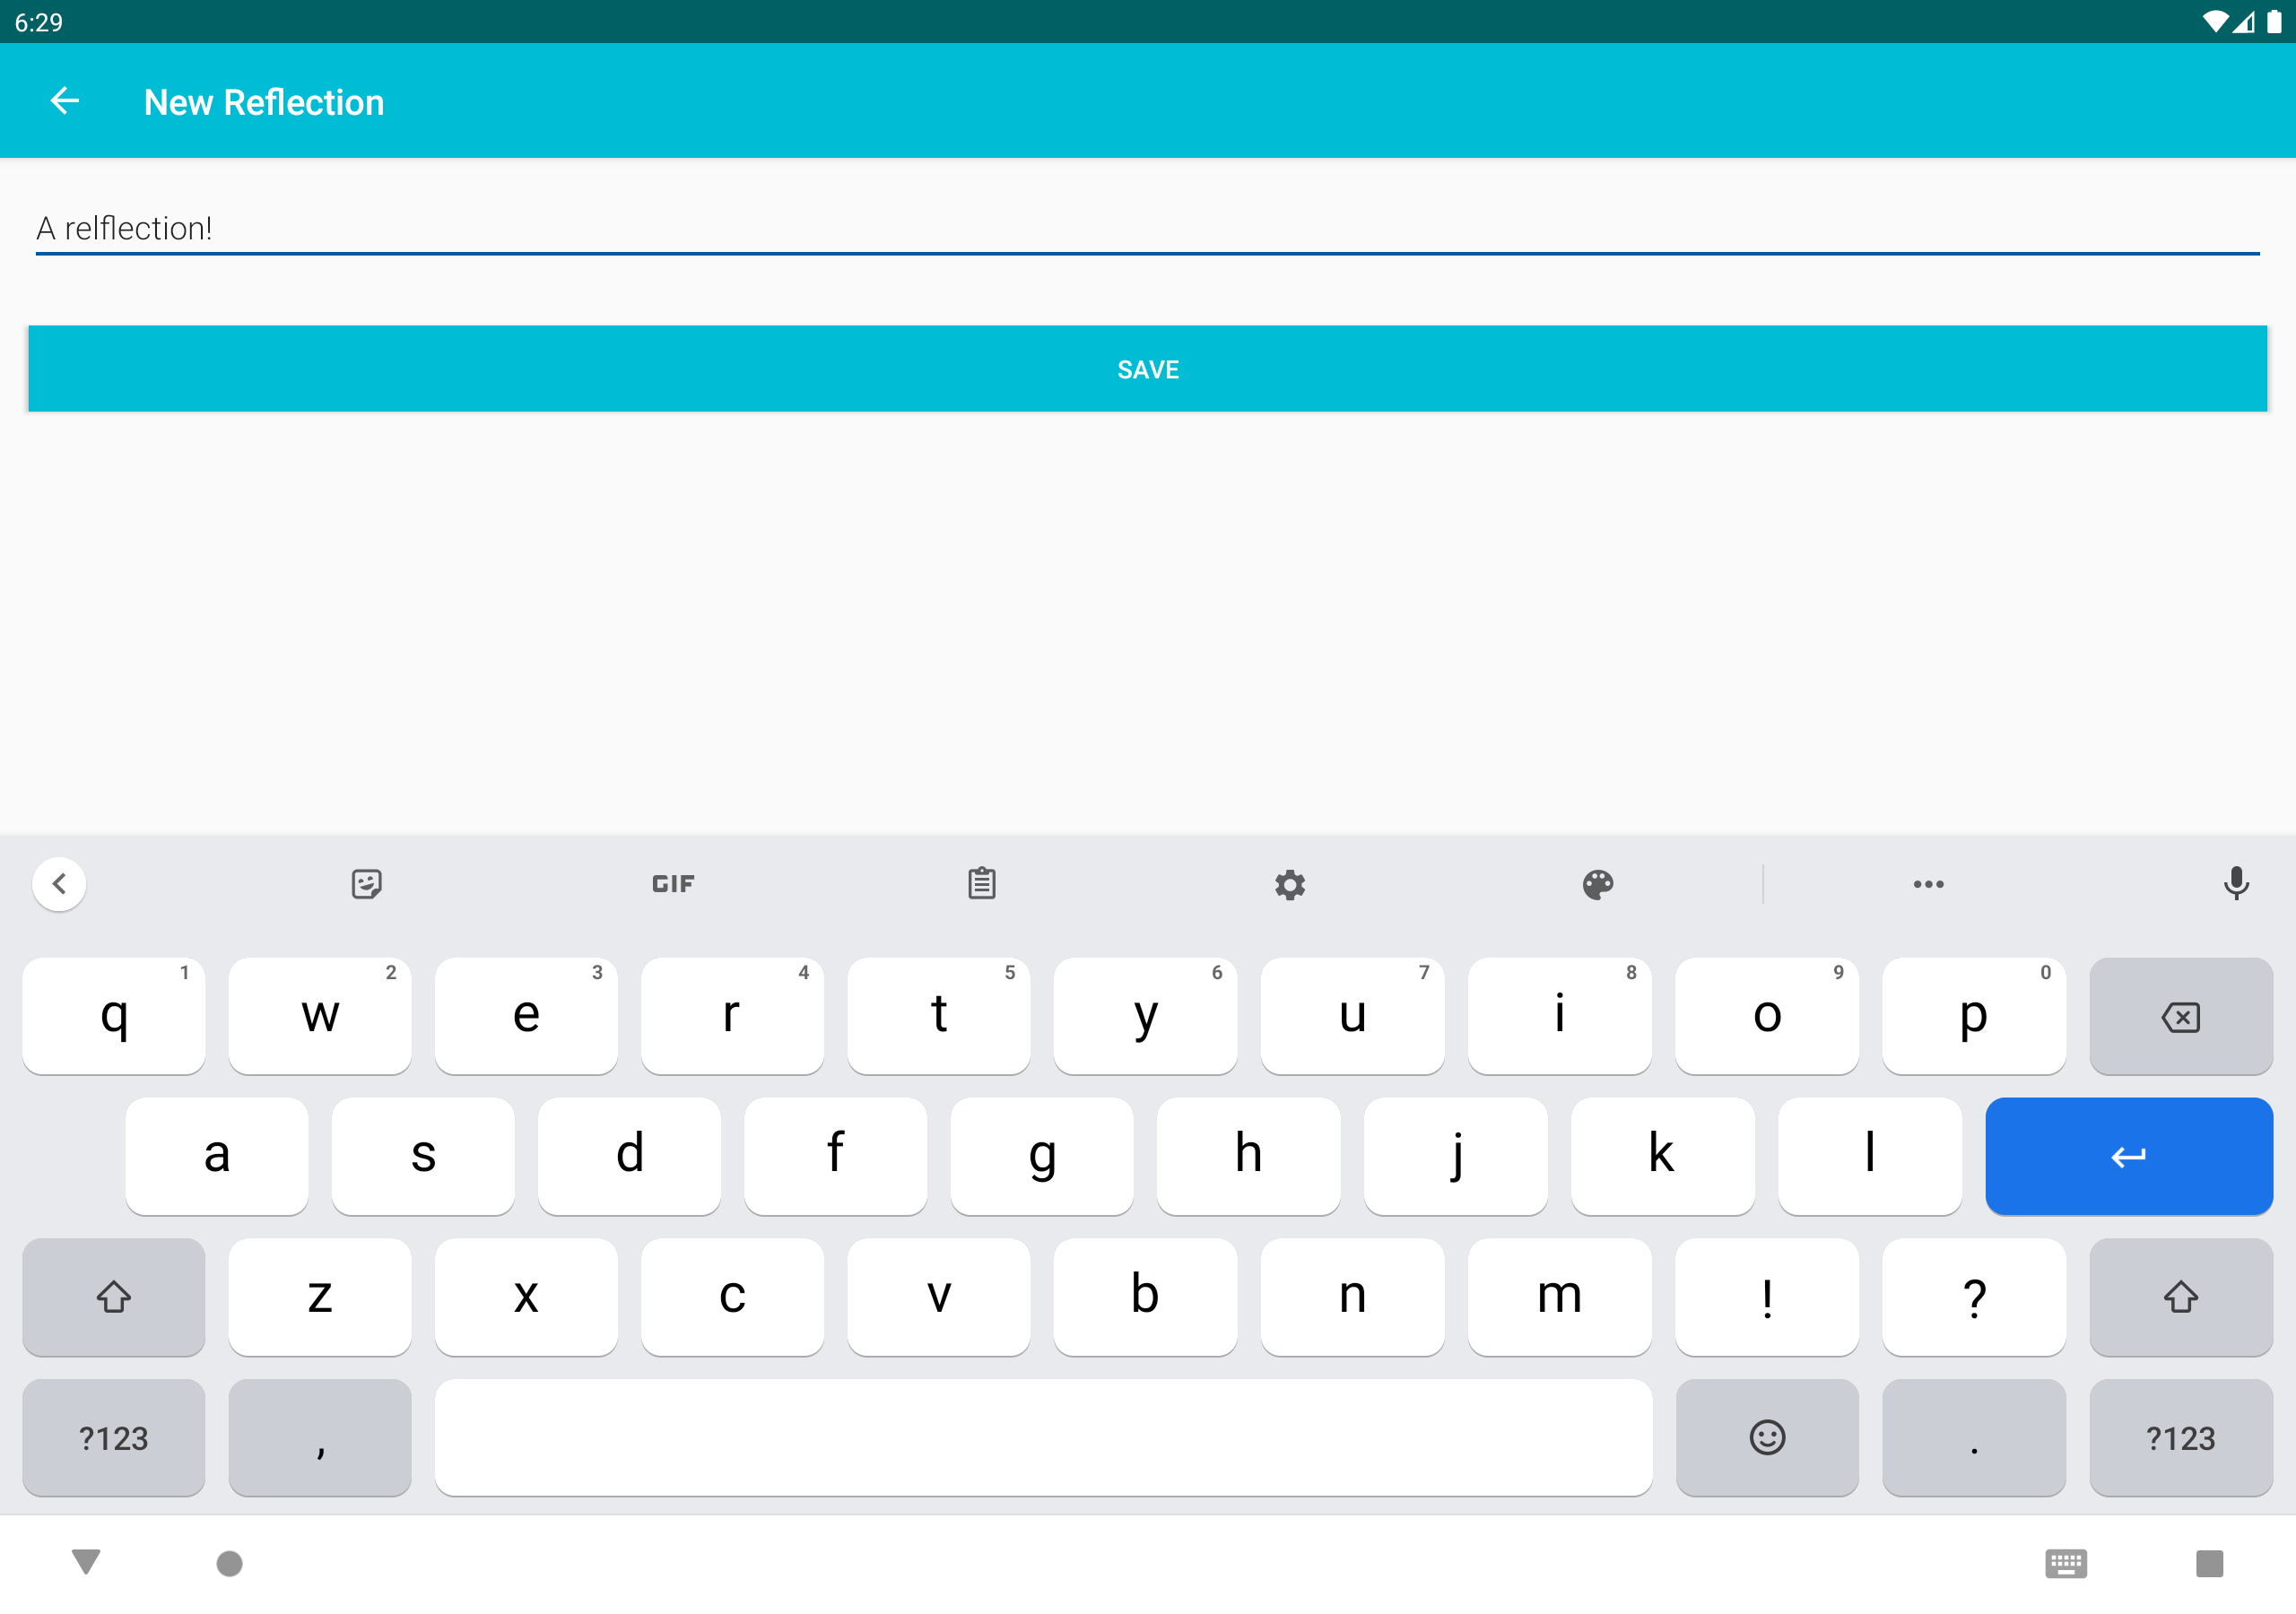 6:29
New Reflection
A relflection!
SAVE
GIF
q 1 w 2 e 3 r 4 t 5 y 6 u 7 i 8 o 9 p 0
a s d f g h j k l
z x c v b n m ! ?
?123 , . ?123